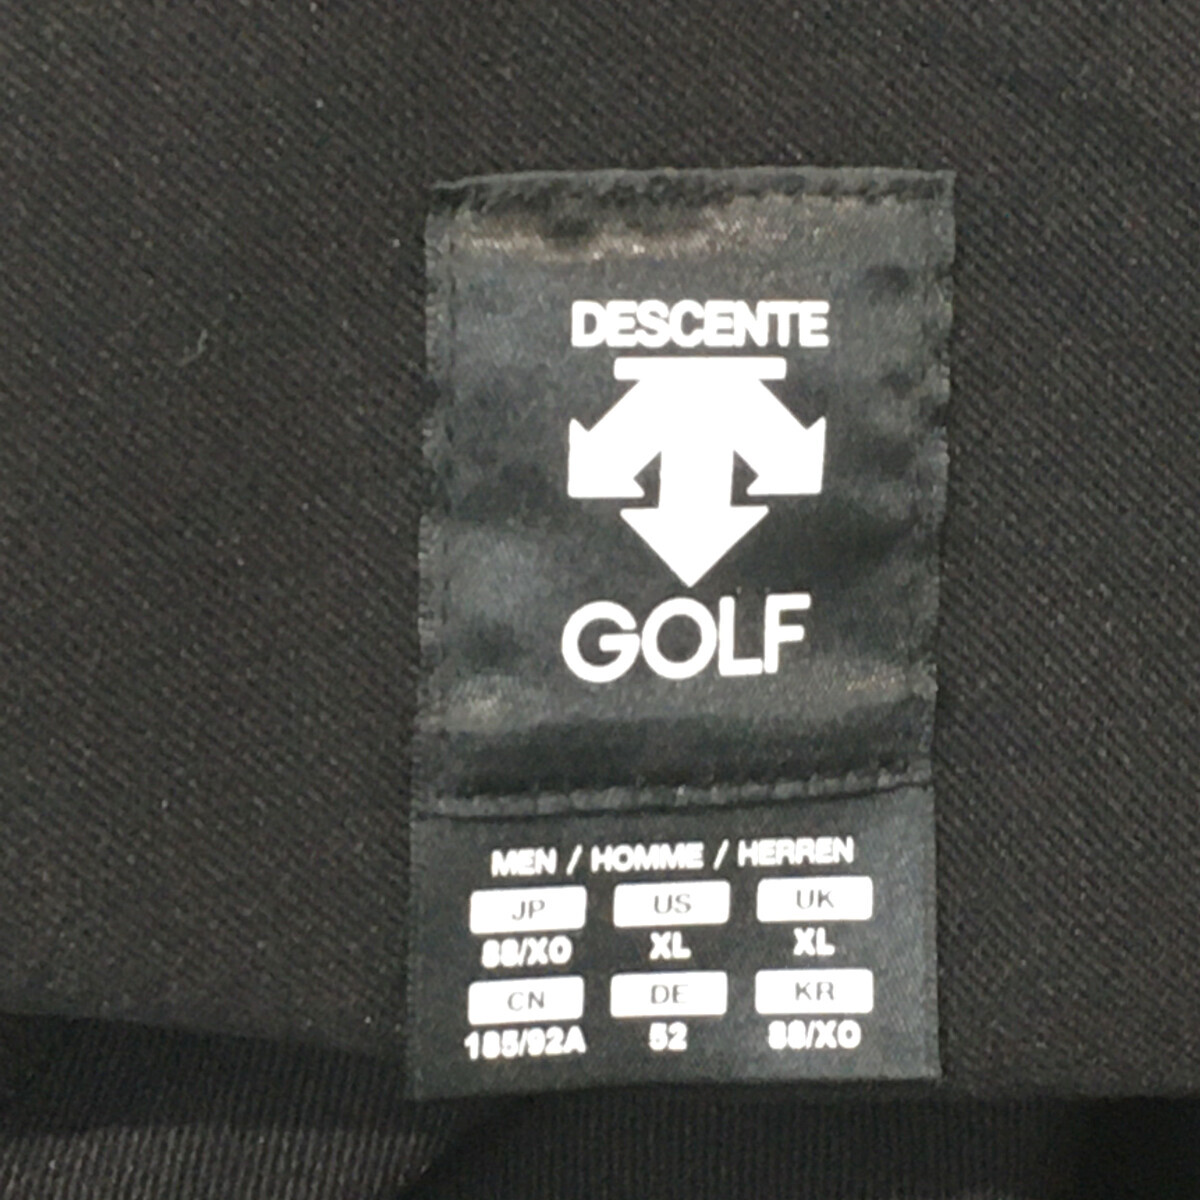 DESCENTE
GOLF
MEN / HOMME / HERREN
JP US UK
88/XO XL XL
CN DE KR
185/92A 52 88/XO